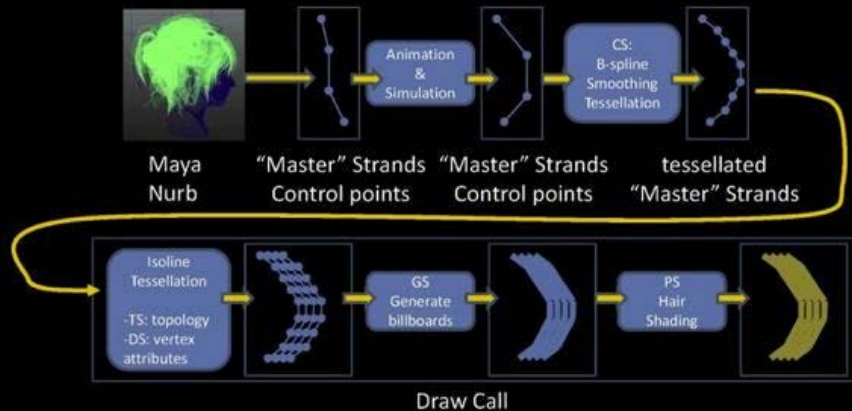 Animation
&
Simulation
CS:
B-spline
Smoothing
Tessellation
Maya
Nurb
“Master” Strands
Control points
“Master” Strands
Control points
tessellated
“Master” Strands
Isoline
Tessellation
-TS: topology
-DS: vertex
attributes
GS
Generate
billboards
PS
Hair
Shading
Draw Call